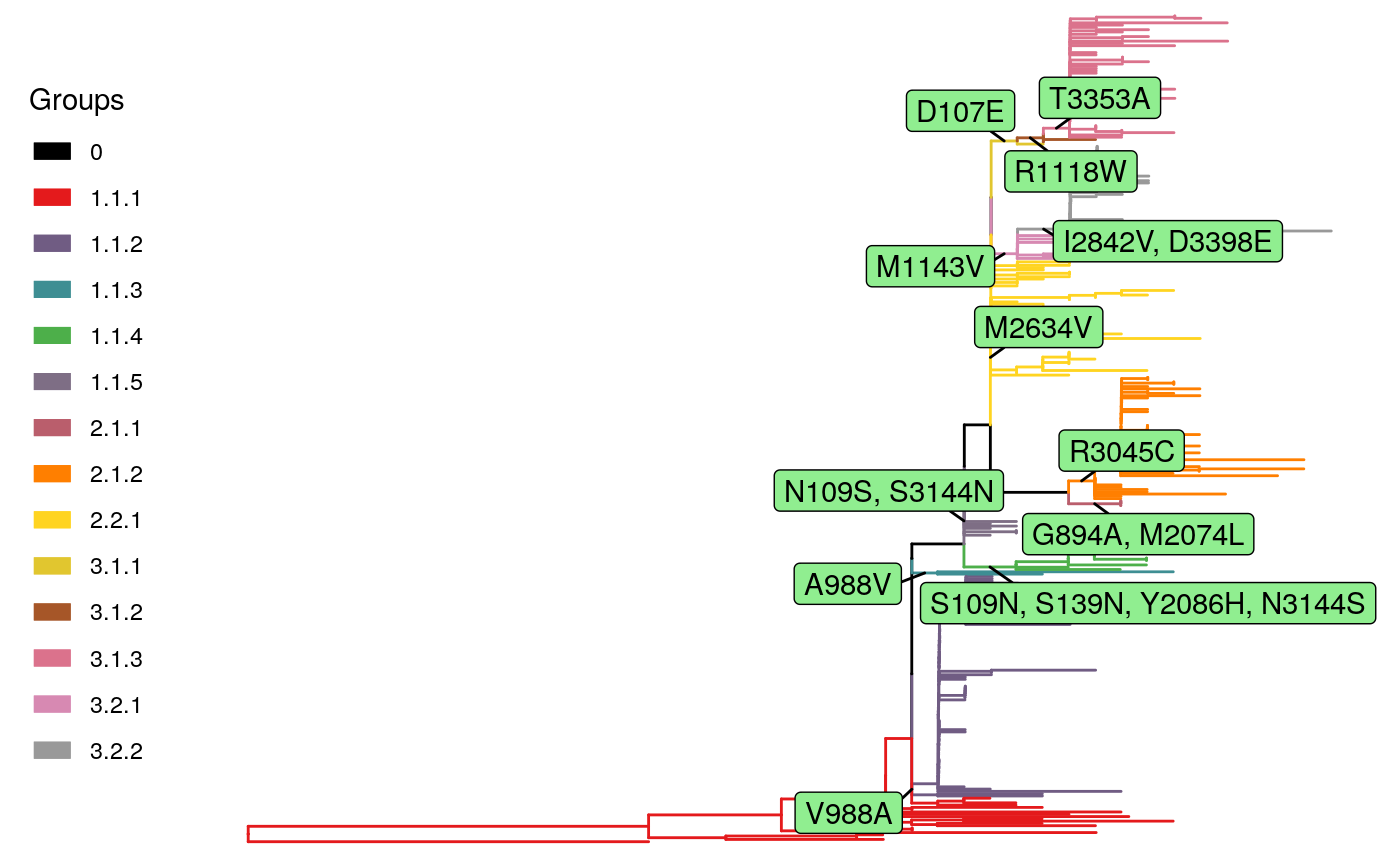 Groups
0
1.1.1
1.1.2
1.1.3
1.1.4
1.1.5
2.1.1
2.1.2
2.2.1
3.1.1
3.1.2
3.1.3
3.2.1
3.2.2
T3353A
D107E
R1118W
I2842V, D3398E
M1143V
M2634V
R3045C
N109S, S3144N
G894A, M2074L
A988V
S109N, S139N, Y2086H, N3144S
V988A